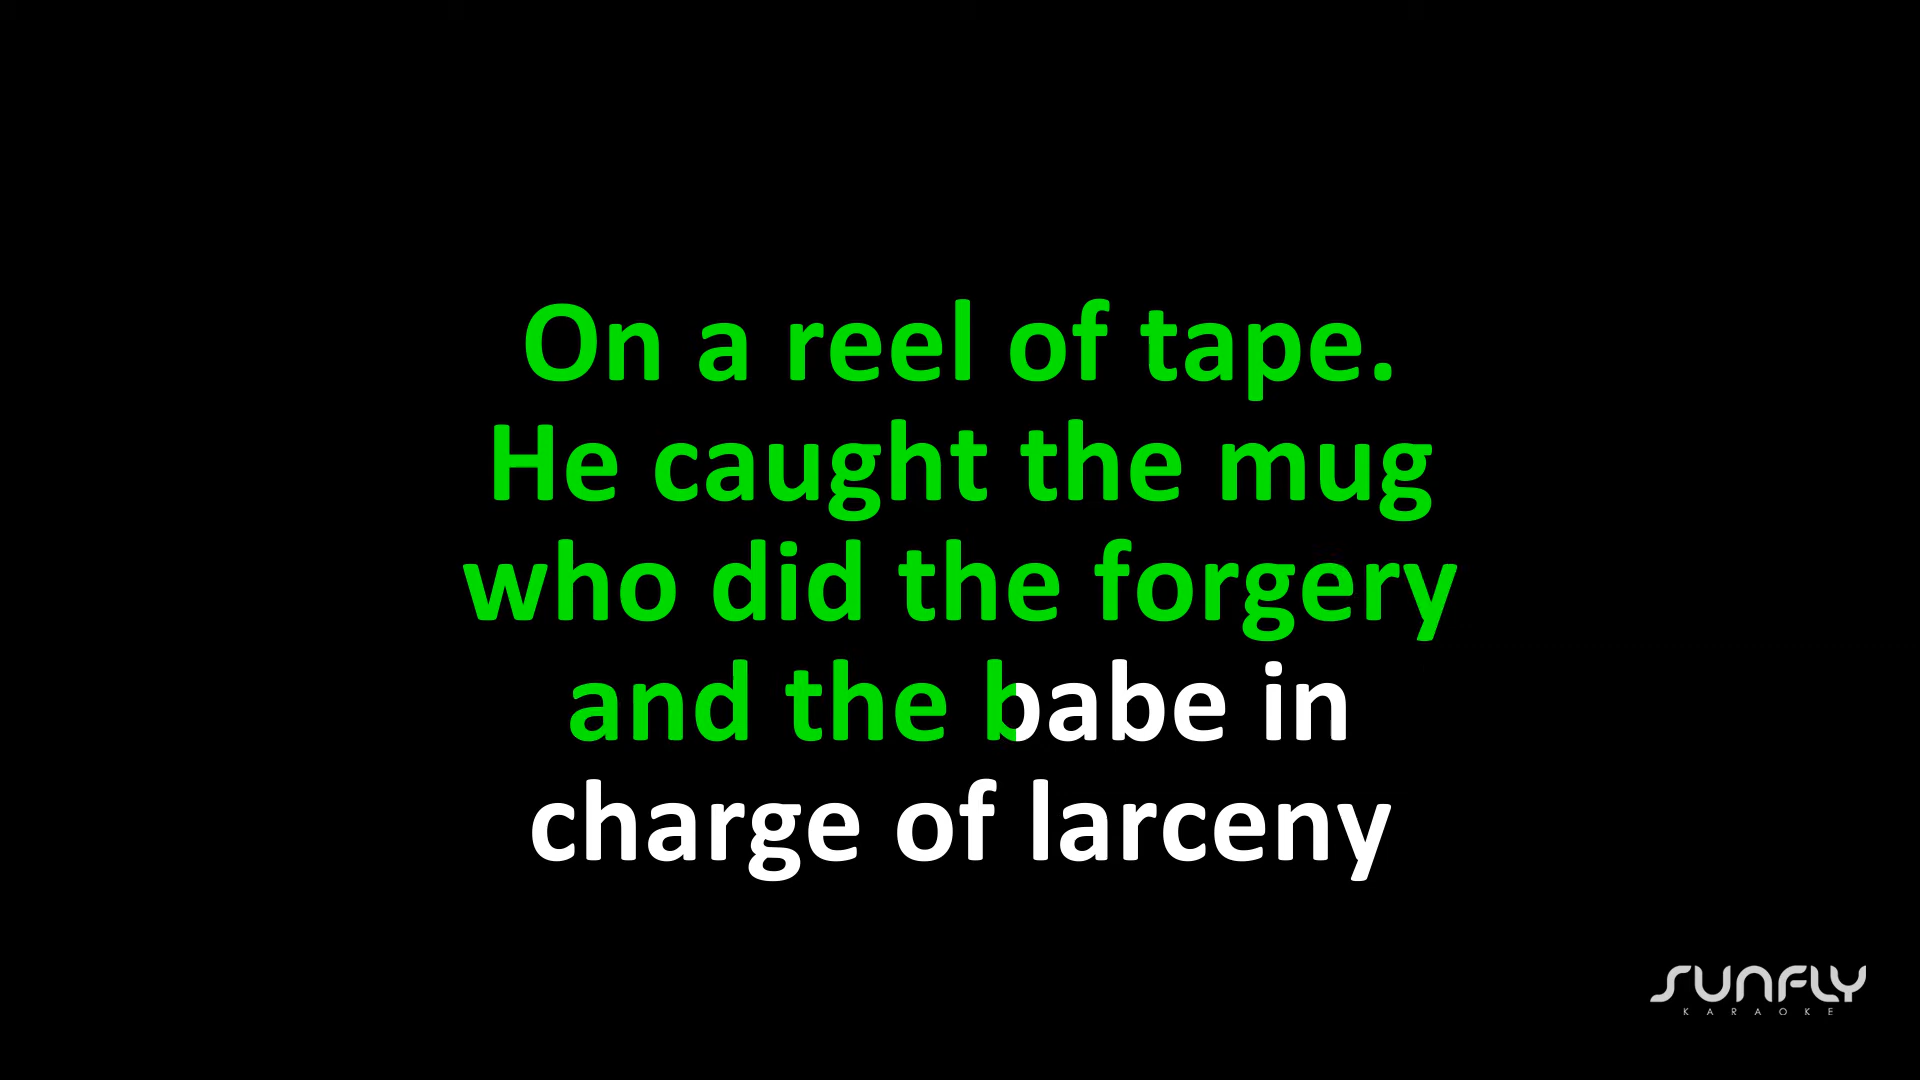 On a reel of tape.
He caught the mug
who did the forgery
and the babe in
charge of larceny
SUNFLY
KARAOKE